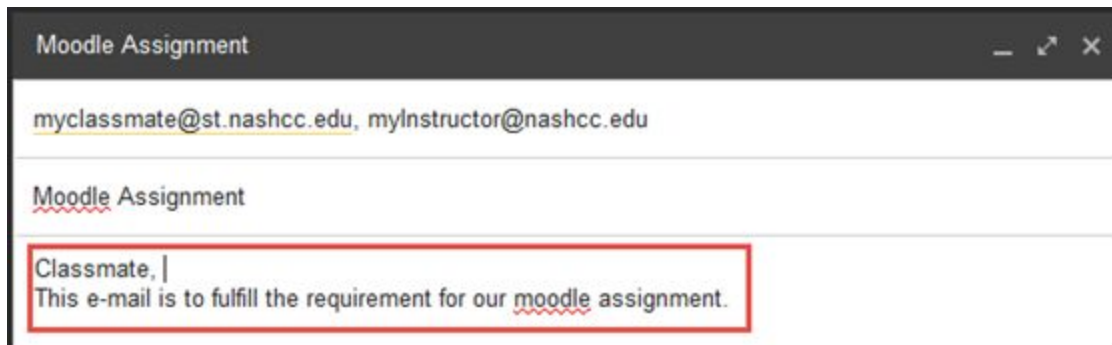 Moodle Assignment
myclassmate@st.nashcc.edu, myInstructor@nashcc.edu
Moodle Assignment
Classmate,
This e-mail is to fulfill the requirement for our moodle assignment.